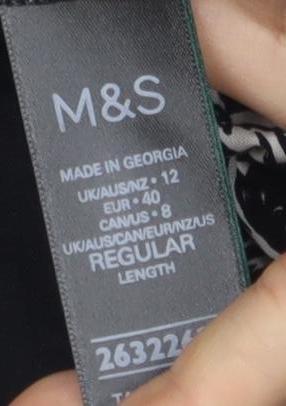 M&S
MADE IN GEORGIA
UK/AUS/NZ • 12
EUR • 40
CAN/US • 8
UK/AUS/CAN/EUR/NZ/US
REGULAR
LENGTH